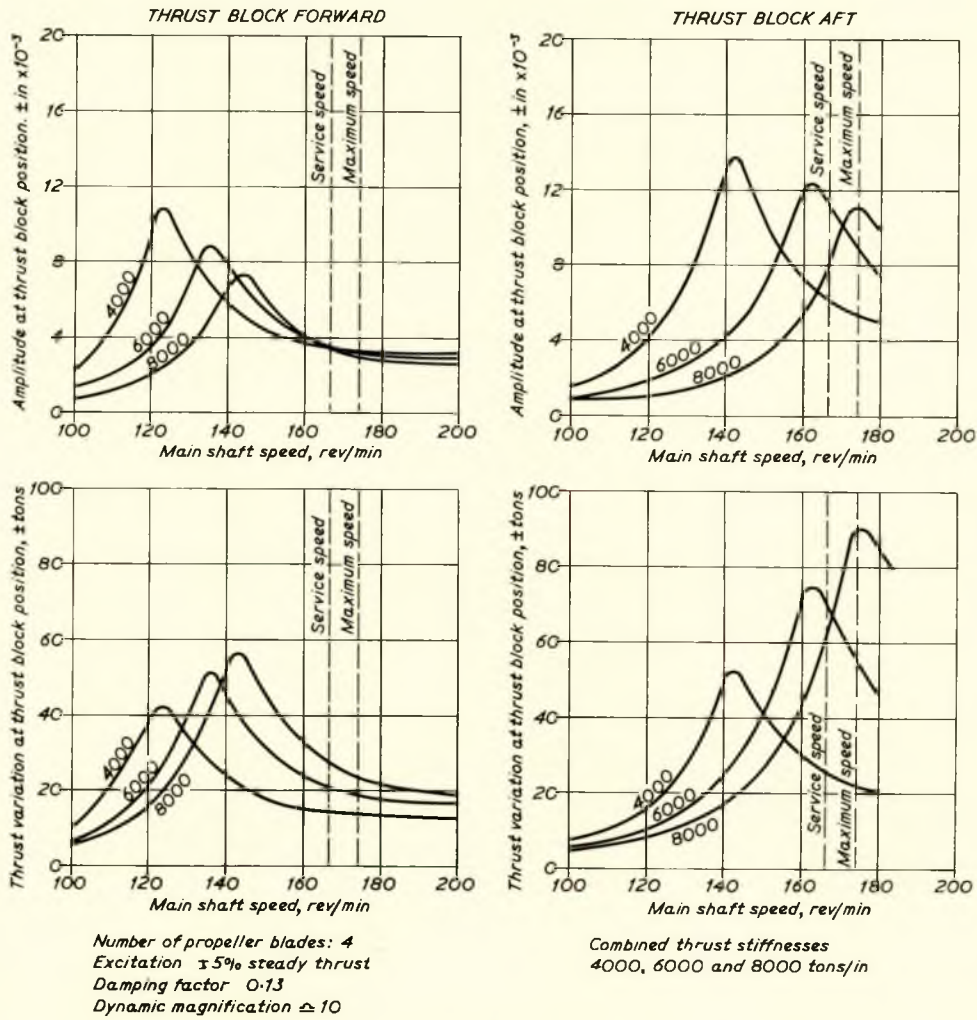 THRUST BLOCK FORWARD
Amplitude at thrust block position. ± in x10⁻³
20
16
12
8
4
0
4000
6000
8000
Service speed
Maximum speed
100 120 140 160 180 200
Main shaft speed, rev/min
THRUST BLOCK AFT
Amplitude at thrust block position, ± in x10⁻³
20
16
12
8
4
0
4000
6000
8000
Service speed
Maximum speed
100 120 140 160 180 200
Main shaft speed, rev/min
Thrust variation at thrust block position, ± tons
100
80
60
40
20
0
4000
6000
8000
Service speed
Maximum speed
100 120 140 160 180 200
Main shaft speed, rev/min
Thrust variation at thrust block position, ± tons
100
80
60
40
20
0
4000
6000
8000
Service speed
Maximum speed
100 120 140 160 180 200
Main shaft speed, rev/min
Number of propeller blades: 4
Excitation ±5% steady thrust
Damping factor 0·13
Dynamic magnification ≏ 10
Combined thrust stiffnesses
4000, 6000 and 8000 tons/in